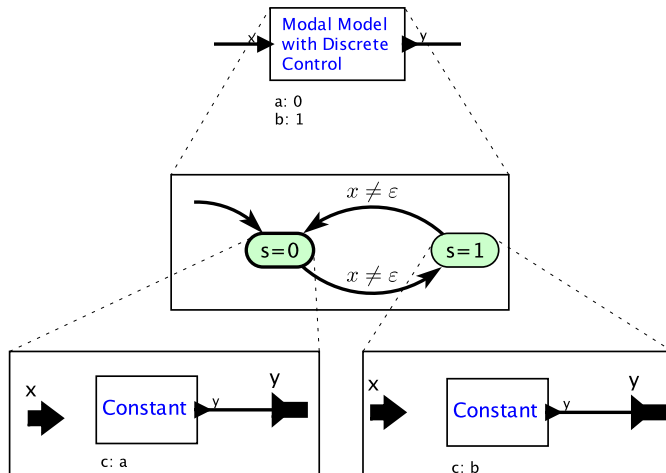 Modal Model
with Discrete
Control
x
y
a: 0
b: 1
x ≠ ε
s=0
s=1
x ≠ ε
x
Constant
y
y
c: a
x
Constant
y
y
c: b